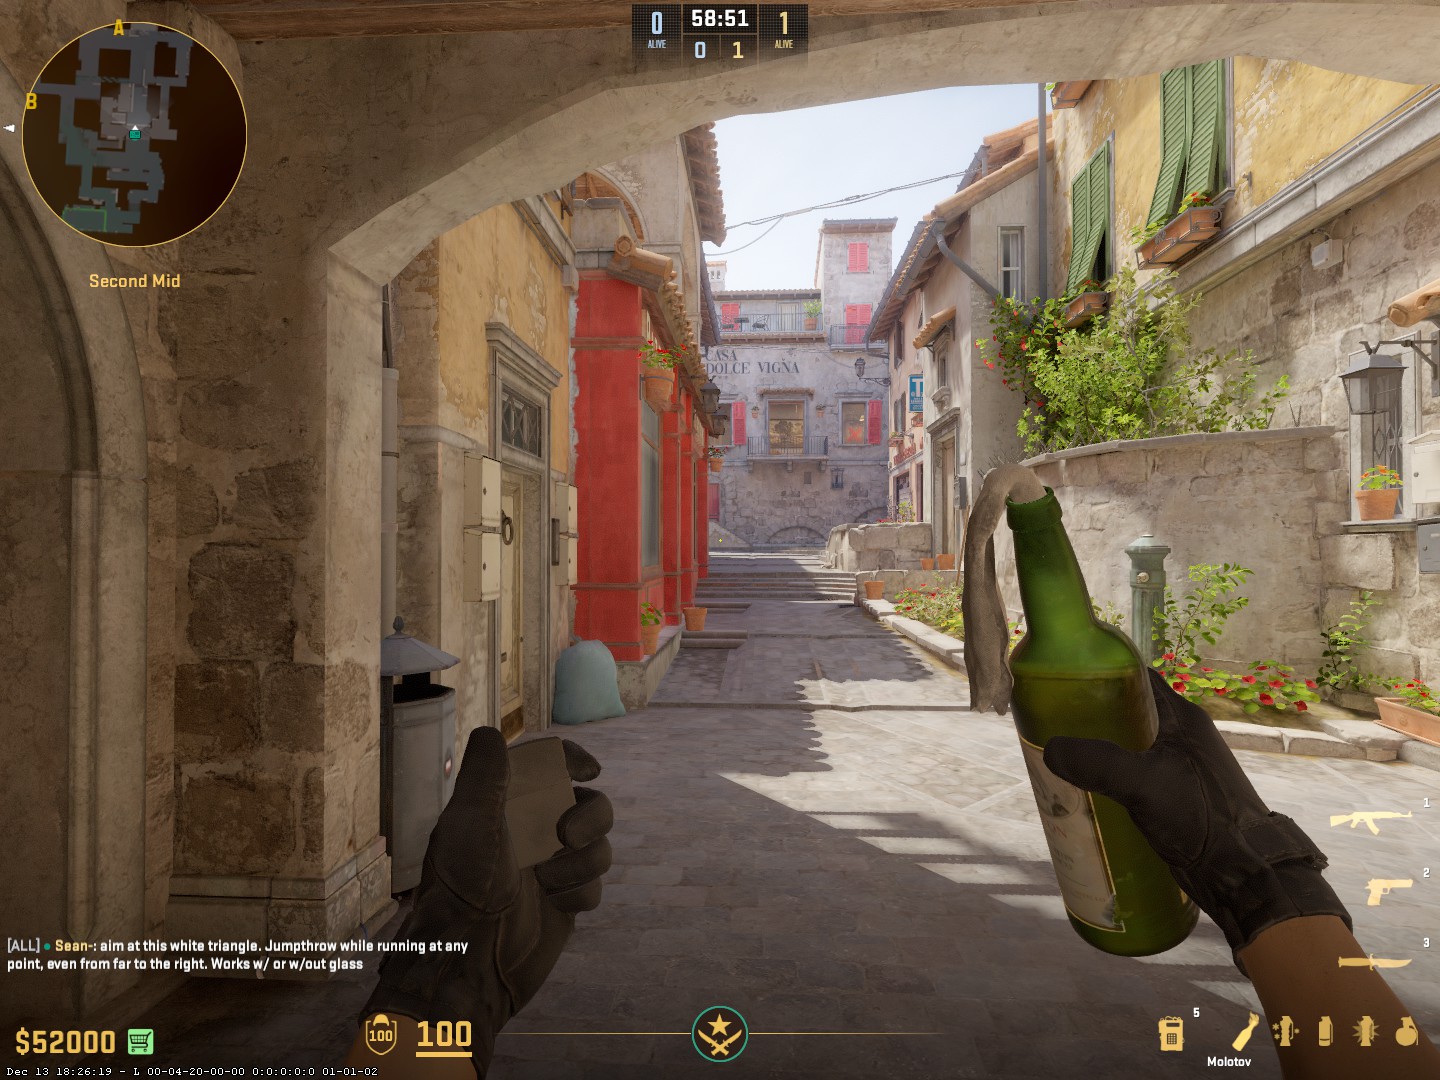 A
B
0
ALIVE
58:51
0 1
1
ALIVE
Second Mid
CASA
DOLCE VIGNA
T
1
2
3
[ALL] Sean-: aim at this white triangle. Jumpthrow while running at any
point, even from far to the right. Works w/ or w/out glass
$52000
100
100
5
Molotov
Dec 13 18:26:19 - L 00-04-20-00-00 0:0:0:0:0 01-01-02